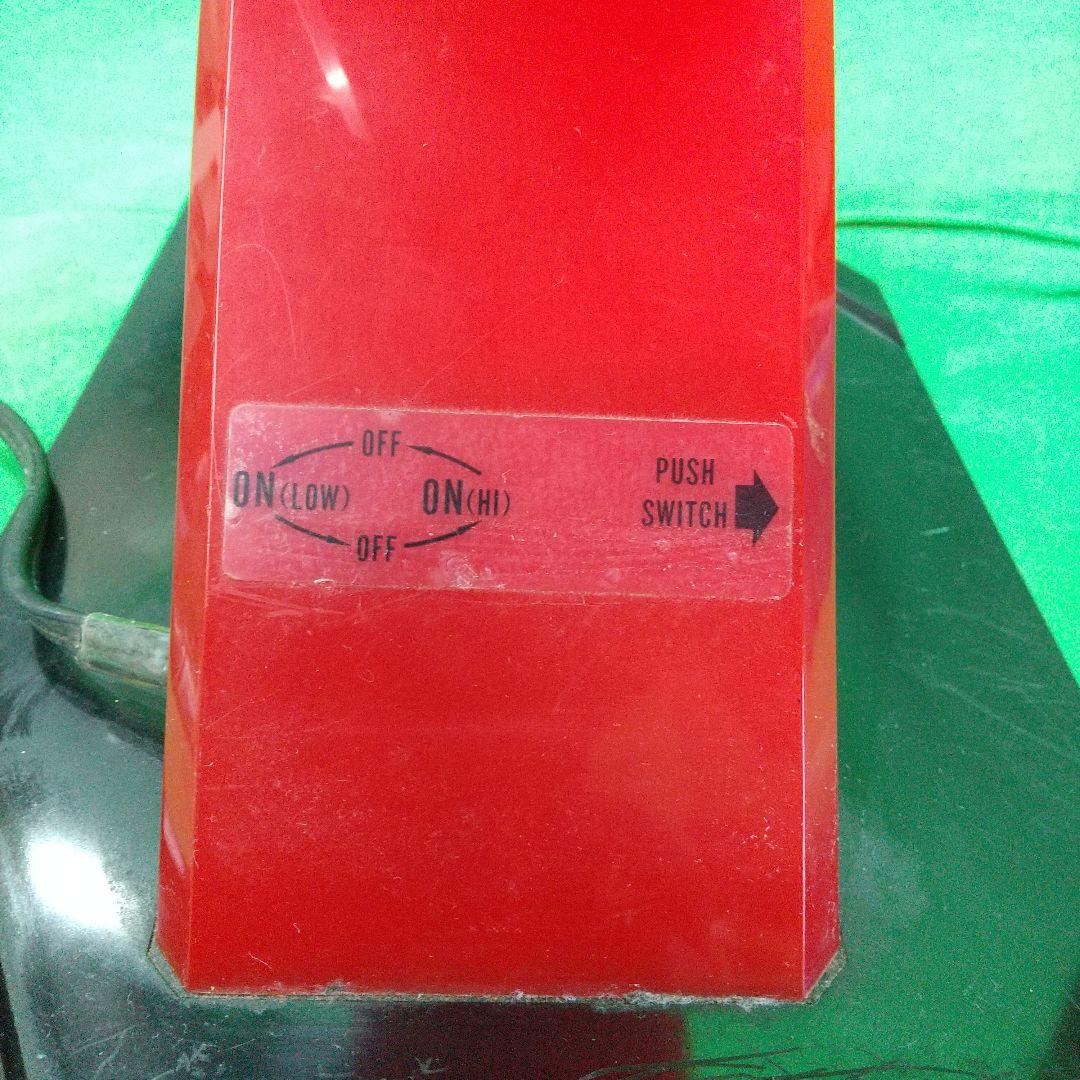 OFF
ON(LOW) ON(HI)
OFF
PUSH
SWITCH